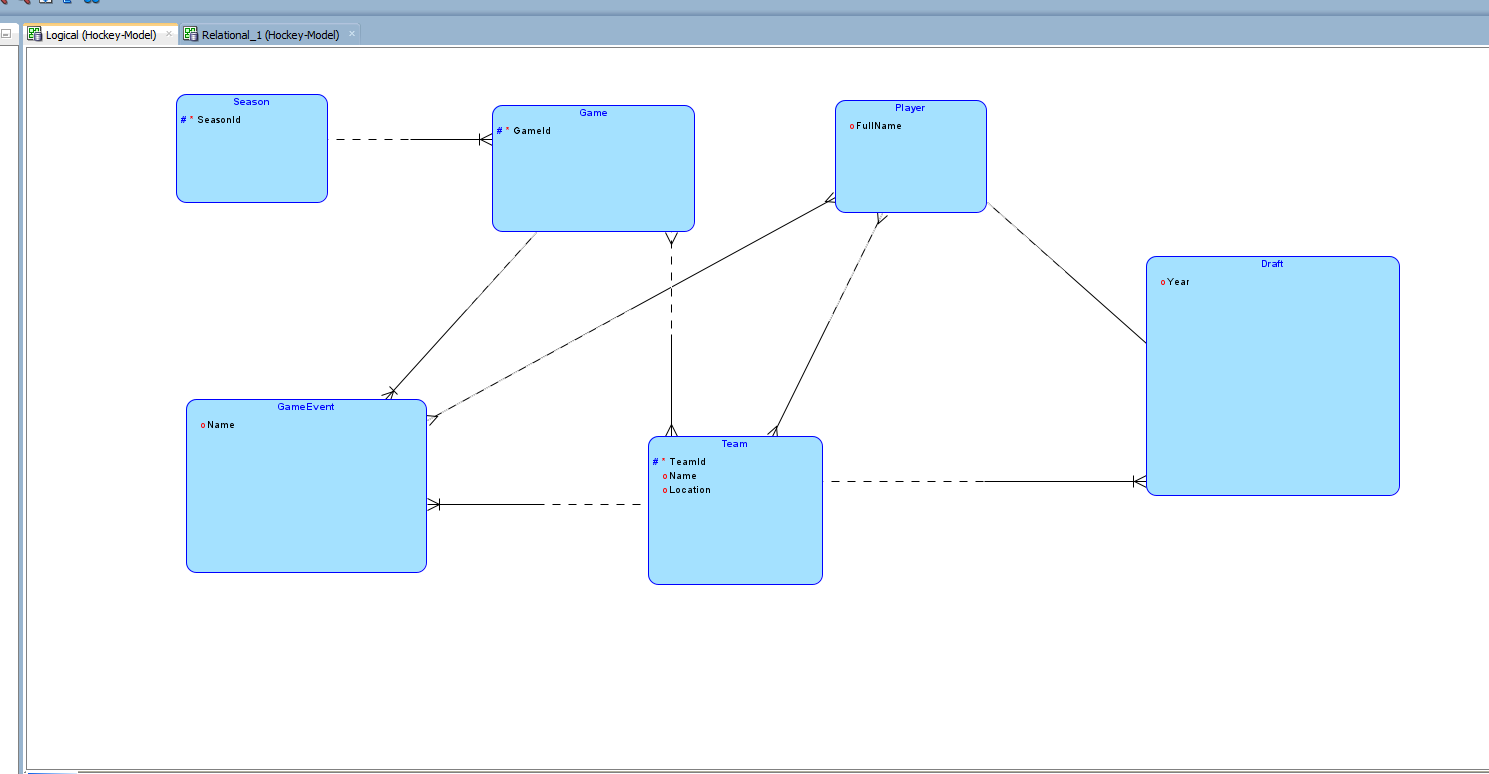 Logical (Hockey-Model)
Relational_1 (Hockey-Model)
Season
# * SeasonId
Game
# * GameId
Player
o FullName
Draft
o Year
GameEvent
o Name
Team
# * TeamId
o Name
o Location